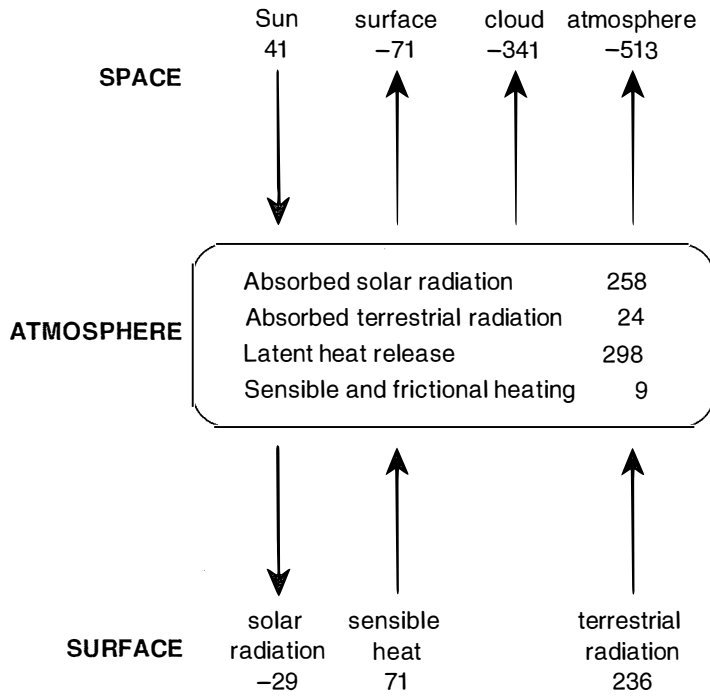 Sun surface cloud atmosphere
41 −71 −341 −513
SPACE
Absorbed solar radiation 258
Absorbed terrestrial radiation 24
ATMOSPHERE
Latent heat release 298
Sensible and frictional heating 9
solar sensible terrestrial
SURFACE radiation heat radiation
−29 71 236